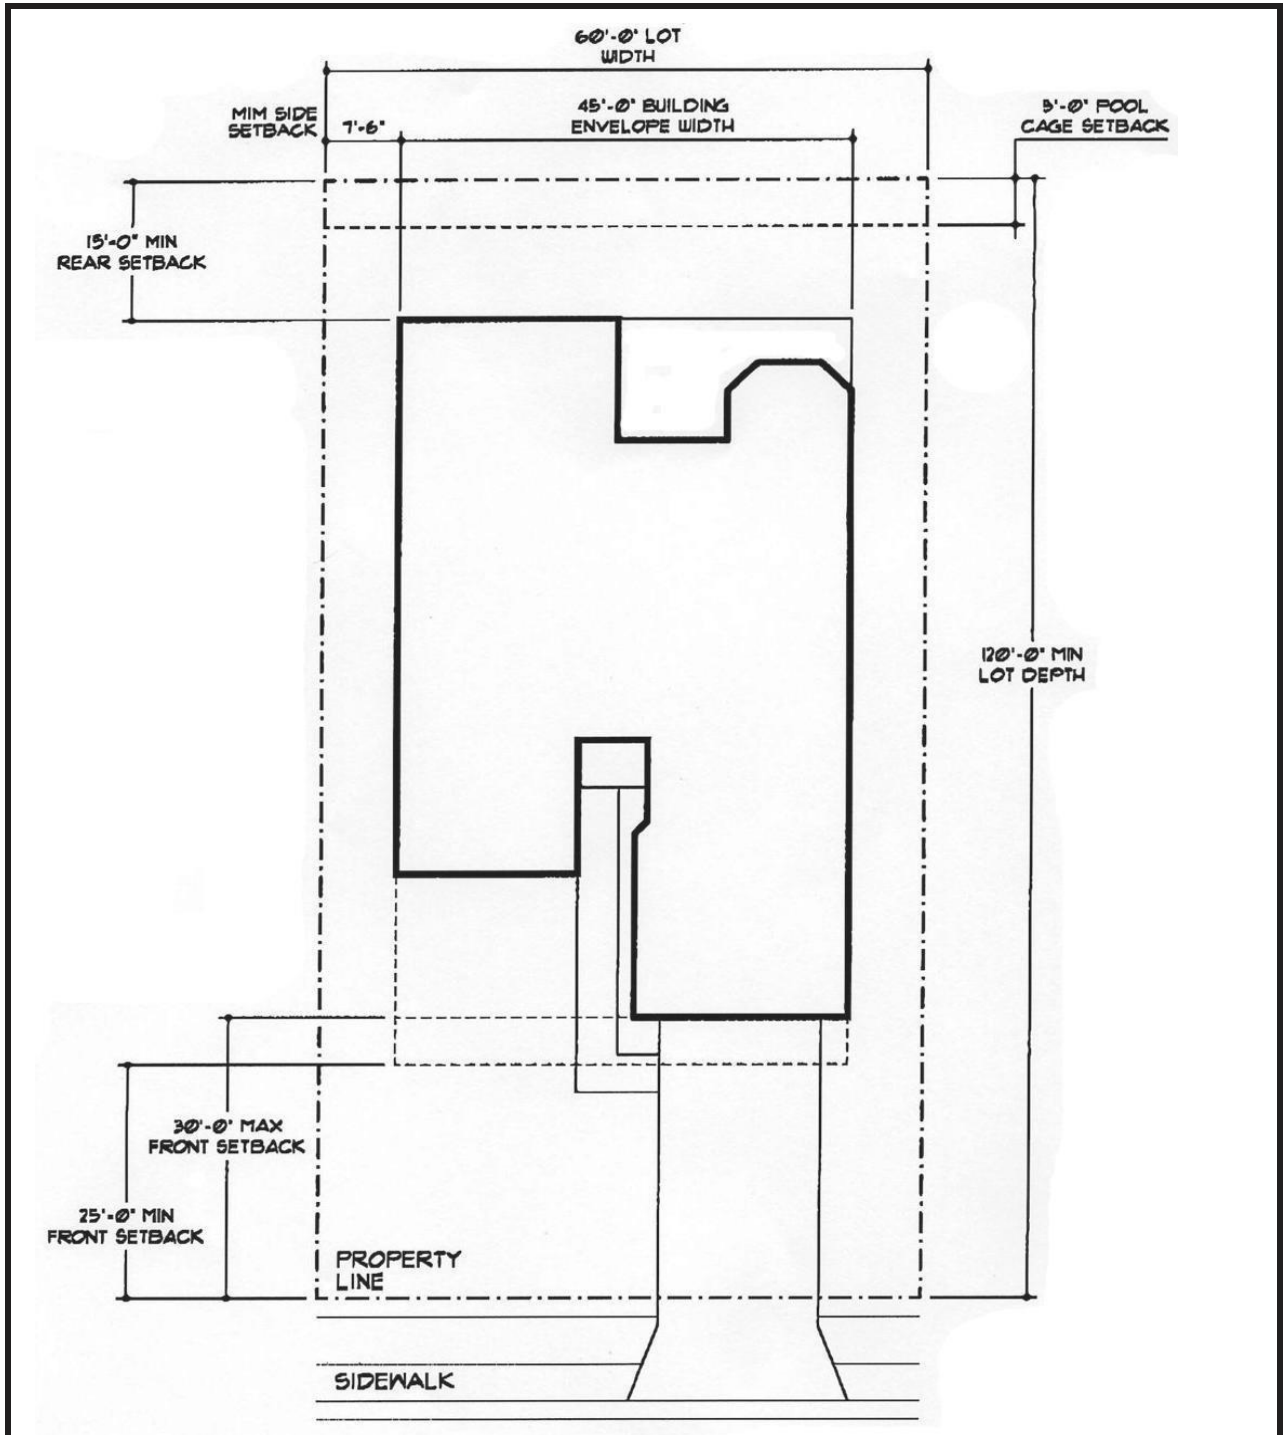 60'-0" LOT
WIDTH
MIM SIDE
SETBACK
7'-6"
45'-0" BUILDING
ENVELOPE WIDTH
5'-0" POOL
CAGE SETBACK
15'-0" MIN
REAR SETBACK
120'-0" MIN
LOT DEPTH
30'-0" MAX
FRONT SETBACK
25'-0" MIN
FRONT SETBACK
PROPERTY
LINE
SIDEWALK